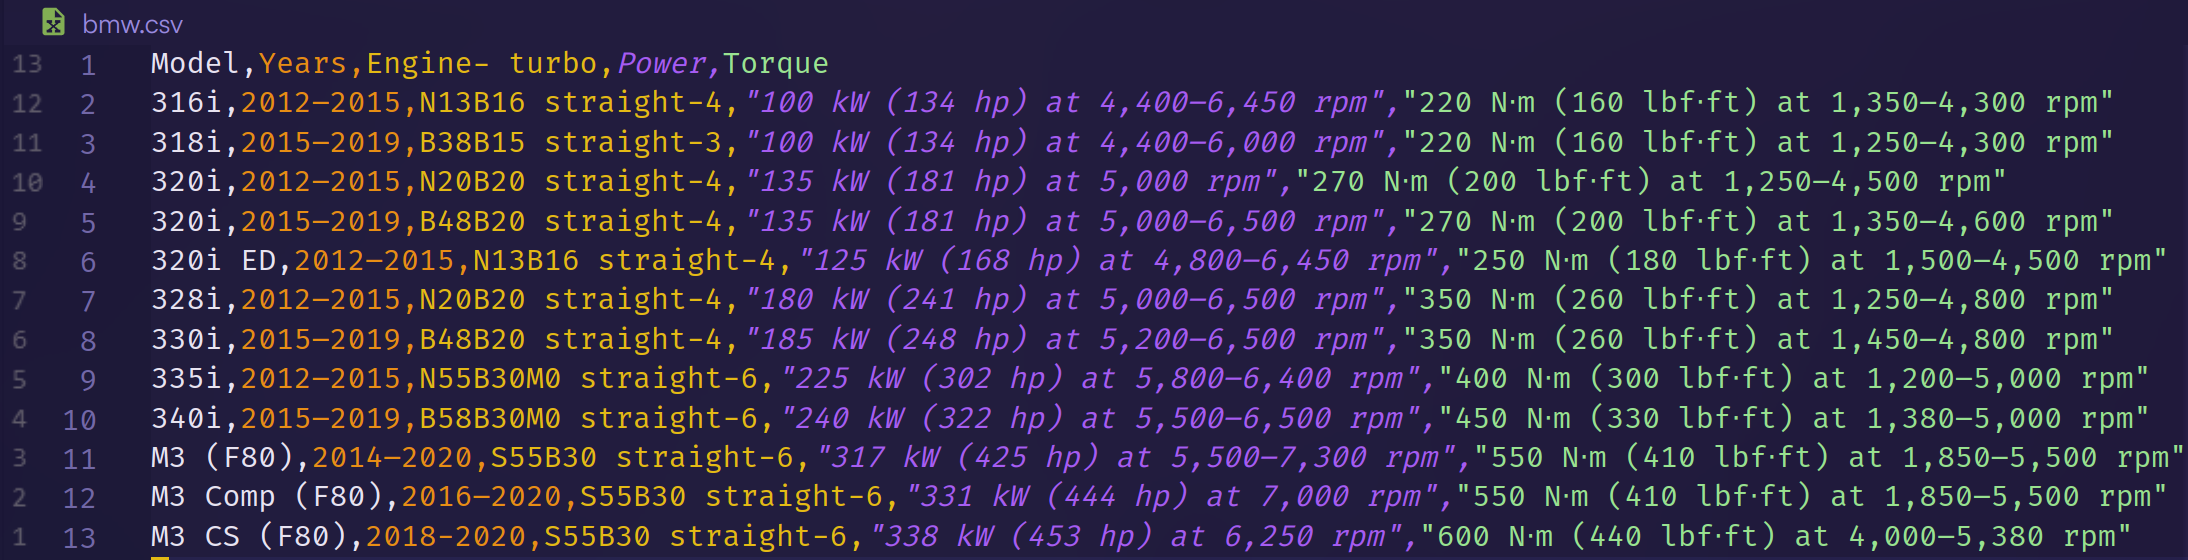 bmw.csv
13 1 Model,Years,Engine- turbo,Power,Torque
12 2 316i,2012–2015,N13B16 straight-4,"100 kW (134 hp) at 4,400–6,450 rpm","220 N⋅m (160 lbf⋅ft) at 1,350–4,300 rpm"
11 3 318i,2015–2019,B38B15 straight-3,"100 kW (134 hp) at 4,400–6,000 rpm","220 N⋅m (160 lbf⋅ft) at 1,250–4,300 rpm"
10 4 320i,2012–2015,N20B20 straight-4,"135 kW (181 hp) at 5,000 rpm","270 N⋅m (200 lbf⋅ft) at 1,250–4,500 rpm"
9 5 320i,2015–2019,B48B20 straight-4,"135 kW (181 hp) at 5,000–6,500 rpm","270 N⋅m (200 lbf⋅ft) at 1,350–4,600 rpm"
8 6 320i ED,2012–2015,N13B16 straight-4,"125 kW (168 hp) at 4,800–6,450 rpm","250 N⋅m (180 lbf⋅ft) at 1,500–4,500 rpm"
7 7 328i,2012–2015,N20B20 straight-4,"180 kW (241 hp) at 5,000–6,500 rpm","350 N⋅m (260 lbf⋅ft) at 1,250–4,800 rpm"
6 8 330i,2015–2019,B48B20 straight-4,"185 kW (248 hp) at 5,200–6,500 rpm","350 N⋅m (260 lbf⋅ft) at 1,450–4,800 rpm"
5 9 335i,2012–2015,N55B30M0 straight-6,"225 kW (302 hp) at 5,800–6,400 rpm","400 N⋅m (300 lbf⋅ft) at 1,200–5,000 rpm"
4 10 340i,2015–2019,B58B30M0 straight-6,"240 kW (322 hp) at 5,500–6,500 rpm","450 N⋅m (330 lbf⋅ft) at 1,380–5,000 rpm"
3 11 M3 (F80),2014–2020,S55B30 straight-6,"317 kW (425 hp) at 5,500–7,300 rpm","550 N⋅m (410 lbf⋅ft) at 1,850–5,500 rpm"
2 12 M3 Comp (F80),2016–2020,S55B30 straight-6,"331 kW (444 hp) at 7,000 rpm","550 N⋅m (410 lbf⋅ft) at 1,850–5,500 rpm"
1 13 M3 CS (F80),2018-2020,S55B30 straight-6,"338 kW (453 hp) at 6,250 rpm","600 N⋅m (440 lbf⋅ft) at 4,000–5,380 rpm"